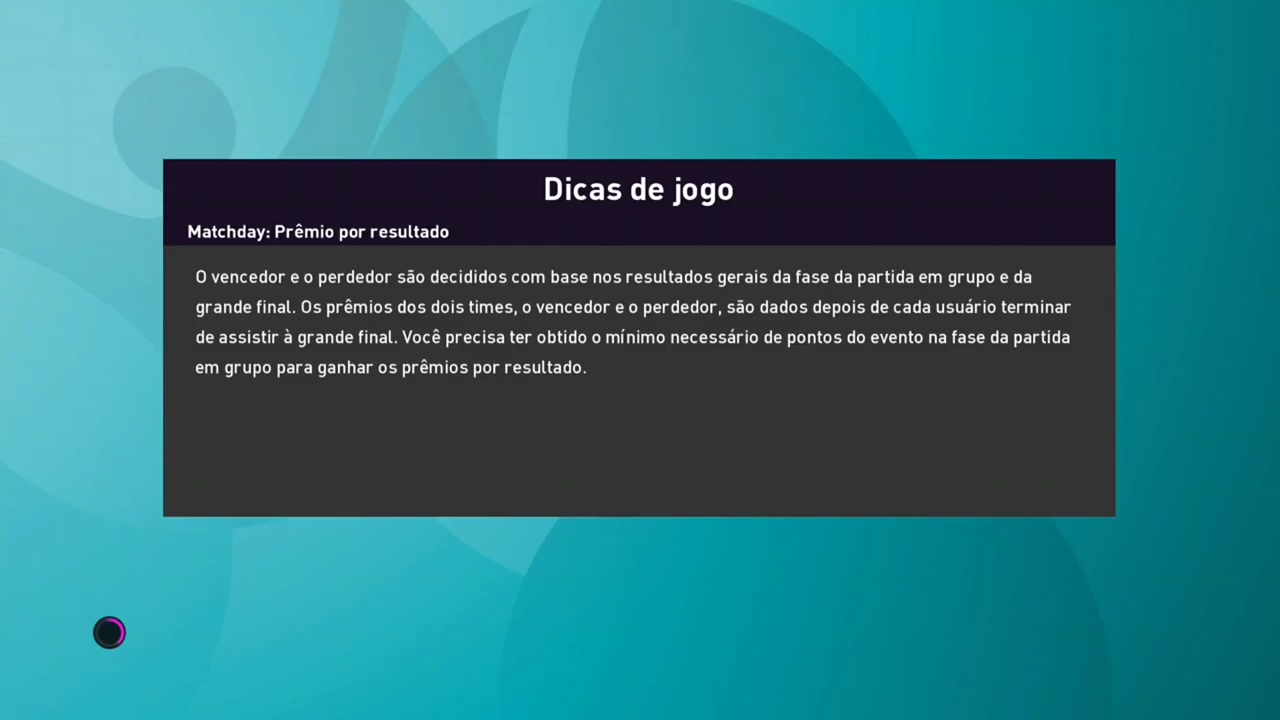 Dicas de jogo
Matchday: Prêmio por resultado
O vencedor e o perdedor são decididos com base nos resultados gerais da fase da partida em grupo e da
grande final. Os prêmios dos dois times, o vencedor e o perdedor, são dados depois de cada usuário terminar
de assistir à grande final. Você precisa ter obtido o mínimo necessário de pontos do evento na fase da partida
em grupo para ganhar os prêmios por resultado.